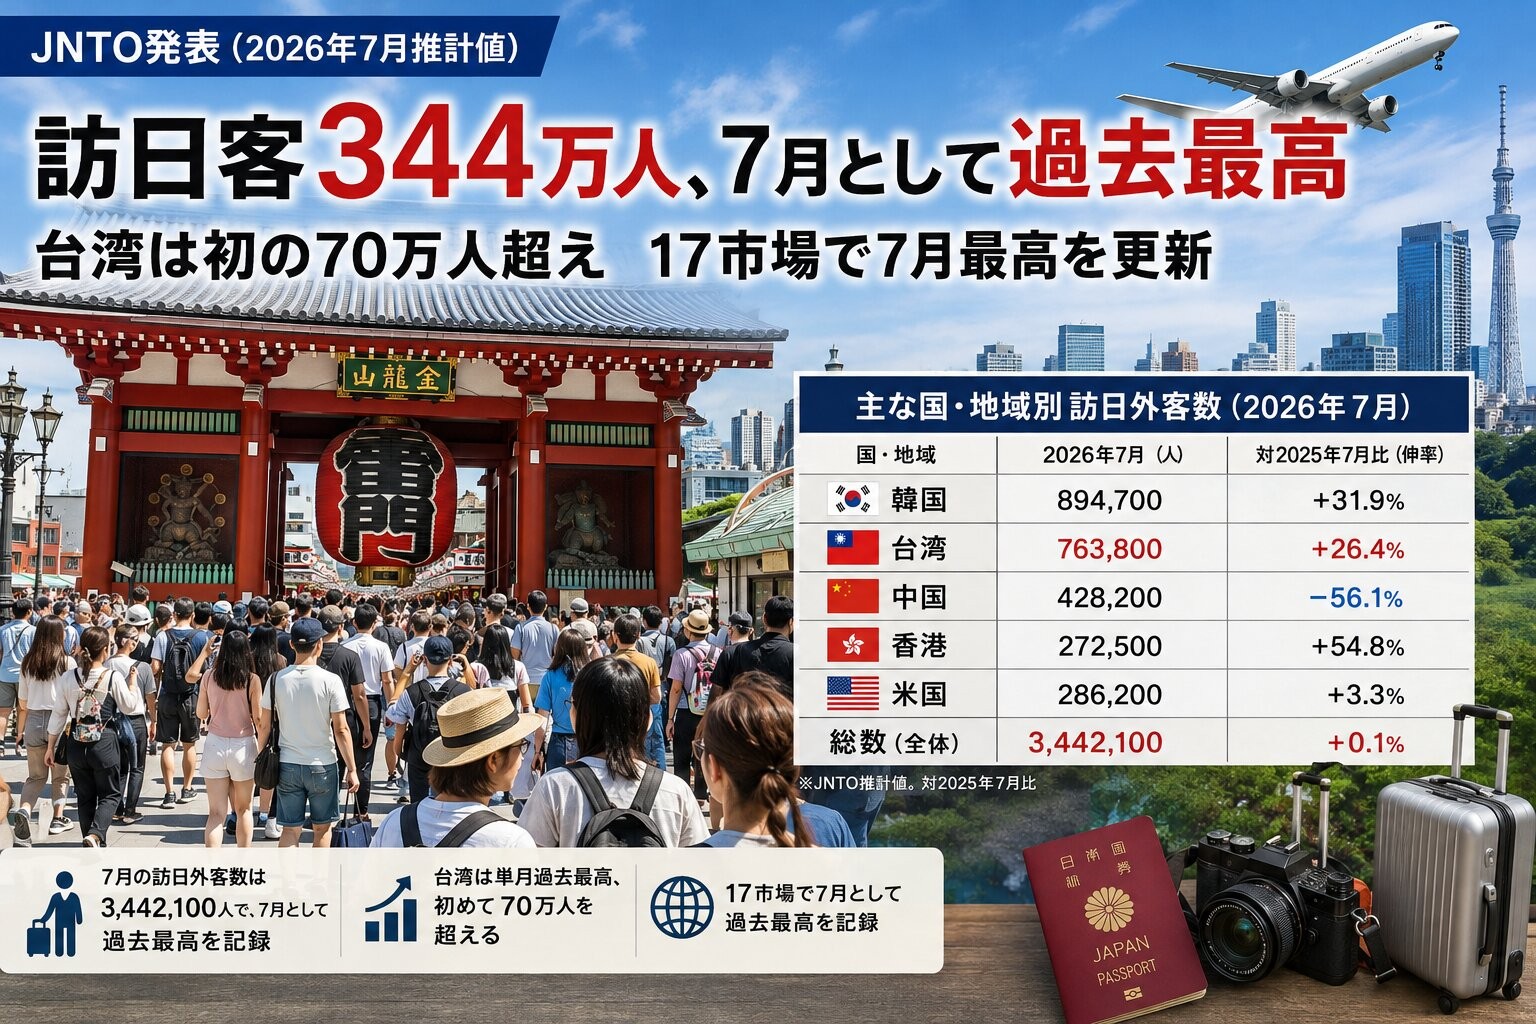 JNTO発表（2026年7月推計値）
訪日客344万人、7月として過去最高
台湾は初の70万人超え　17市場で7月最高を更新
金龍山
雷門
主な国・地域別 訪日外客数（2026年7月）
国・地域　2026年7月（人）　対2025年7月比（伸率）
韓国　894,700　+31.9%
台湾　763,800　+26.4%
中国　428,200　−56.1%
香港　272,500　+54.8%
米国　286,200　+3.3%
総数（全体）　3,442,100　+0.1%
※JNTO推計値。対2025年7月比
7月の訪日外客数は
3,442,100人で、7月として
過去最高を記録
台湾は単月過去最高、
初めて70万人を
超える
17市場で7月として
過去最高を記録
JAPAN
PASSPORT